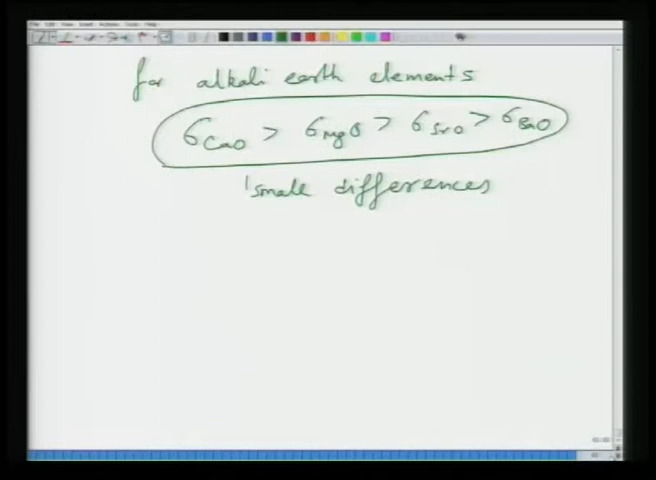 for alkali earth elements
σCaO > σMgO > σSrO > σBaO
small differences